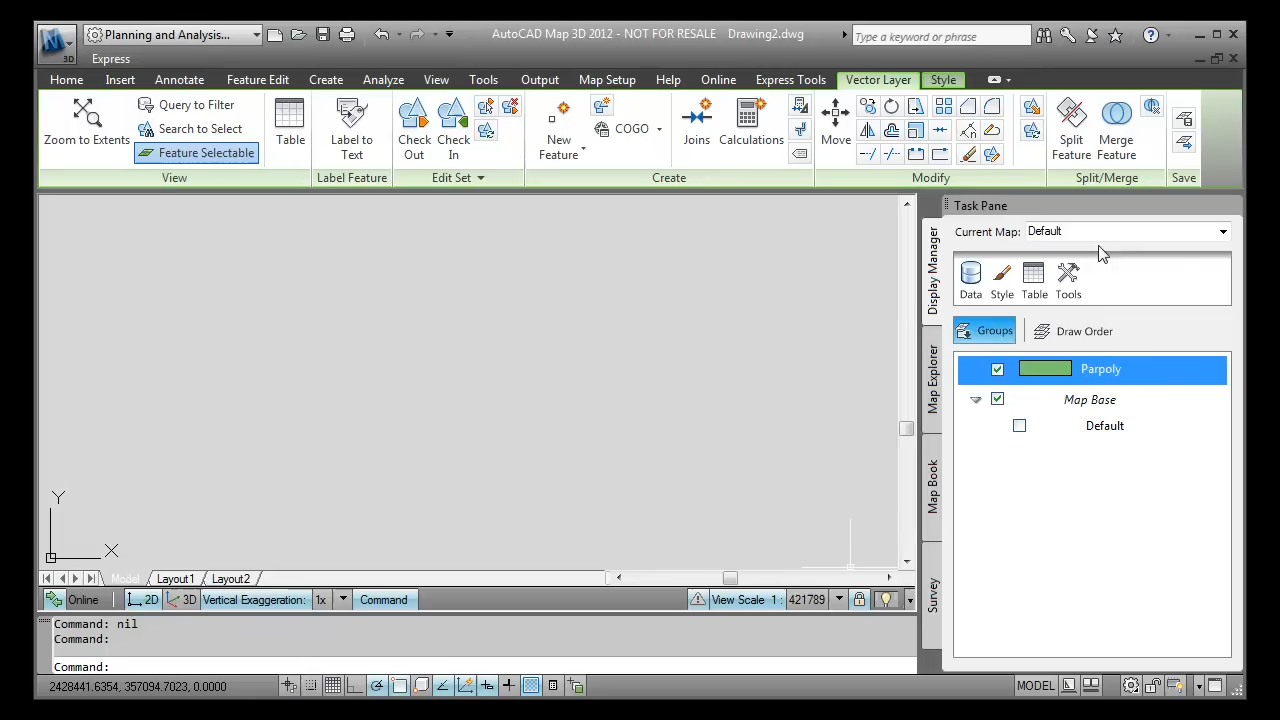 Planning and Analysis...
AutoCAD Map 3D 2012 - NOT FOR RESALE Drawing2.dwg
Type a keyword or phrase
3D
Express
Home Insert Annotate Feature Edit Create Analyze View Tools Output Map Setup Help Online Express Tools Vector Layer Style
Zoom to Extents
Query to Filter
Search to Select
Feature Selectable
Table
View
Label to Text
Label Feature
Check Out
Check In
Edit Set
New Feature
COGO
Joins
Calculations
Create
Move
Modify
Split Feature
Merge Feature
Split/Merge
Save
Task Pane
Current Map: Default
Data Style Table Tools
Groups Draw Order
Parpoly
Map Base
Default
Display Manager
Map Explorer
Map Book
Survey
Y
X
Model Layout1 Layout2
Online 2D 3D Vertical Exaggeration: 1x Command View Scale 1 : 421789
Command: nil
Command:
Command:
2428441.6354, 357094.7023, 0.0000
MODEL